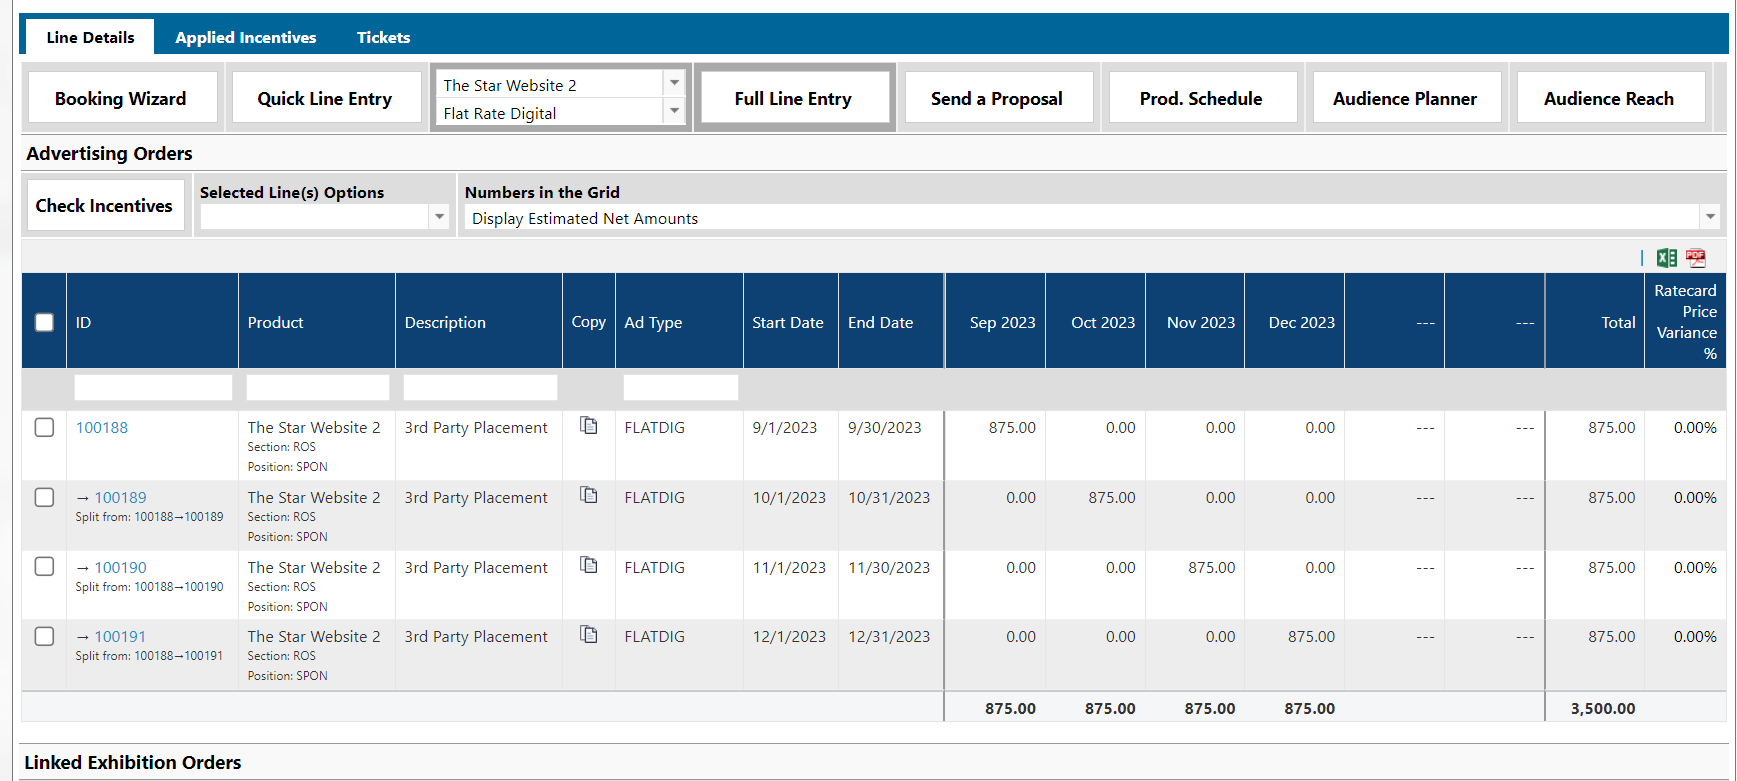 Line Details Applied Incentives Tickets
Booking Wizard Quick Line Entry The Star Website 2 Full Line Entry Send a Proposal Prod. Schedule Audience Planner Audience Reach
Flat Rate Digital
Advertising Orders
Check Incentives Selected Line(s) Options Numbers in the Grid
Display Estimated Net Amounts
PDF
ID Product Description Copy Ad Type Start Date End Date Sep 2023 Oct 2023 Nov 2023 Dec 2023 --- --- Total Ratecard
Price
Variance
%
100188 The Star Website 2 3rd Party Placement FLATDIG 9/1/2023 9/30/2023 875.00 0.00 0.00 0.00 --- --- 875.00 0.00%
Section: ROS
Position: SPON
→ 100189 The Star Website 2 3rd Party Placement FLATDIG 10/1/2023 10/31/2023 0.00 875.00 0.00 0.00 --- --- 875.00 0.00%
Split from: 100188→100189 Section: ROS
Position: SPON
→ 100190 The Star Website 2 3rd Party Placement FLATDIG 11/1/2023 11/30/2023 0.00 0.00 875.00 0.00 --- --- 875.00 0.00%
Split from: 100188→100190 Section: ROS
Position: SPON
→ 100191 The Star Website 2 3rd Party Placement FLATDIG 12/1/2023 12/31/2023 0.00 0.00 0.00 875.00 --- --- 875.00 0.00%
Split from: 100188→100191 Section: ROS
Position: SPON
875.00 875.00 875.00 875.00 3,500.00
Linked Exhibition Orders